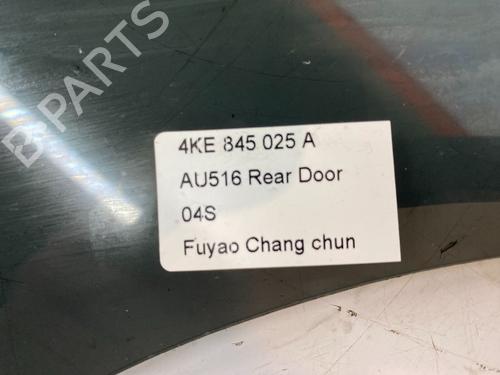 B-PARTS
4KE 845 025 A
AU516 Rear Door
04S
Fuyao Chang chun